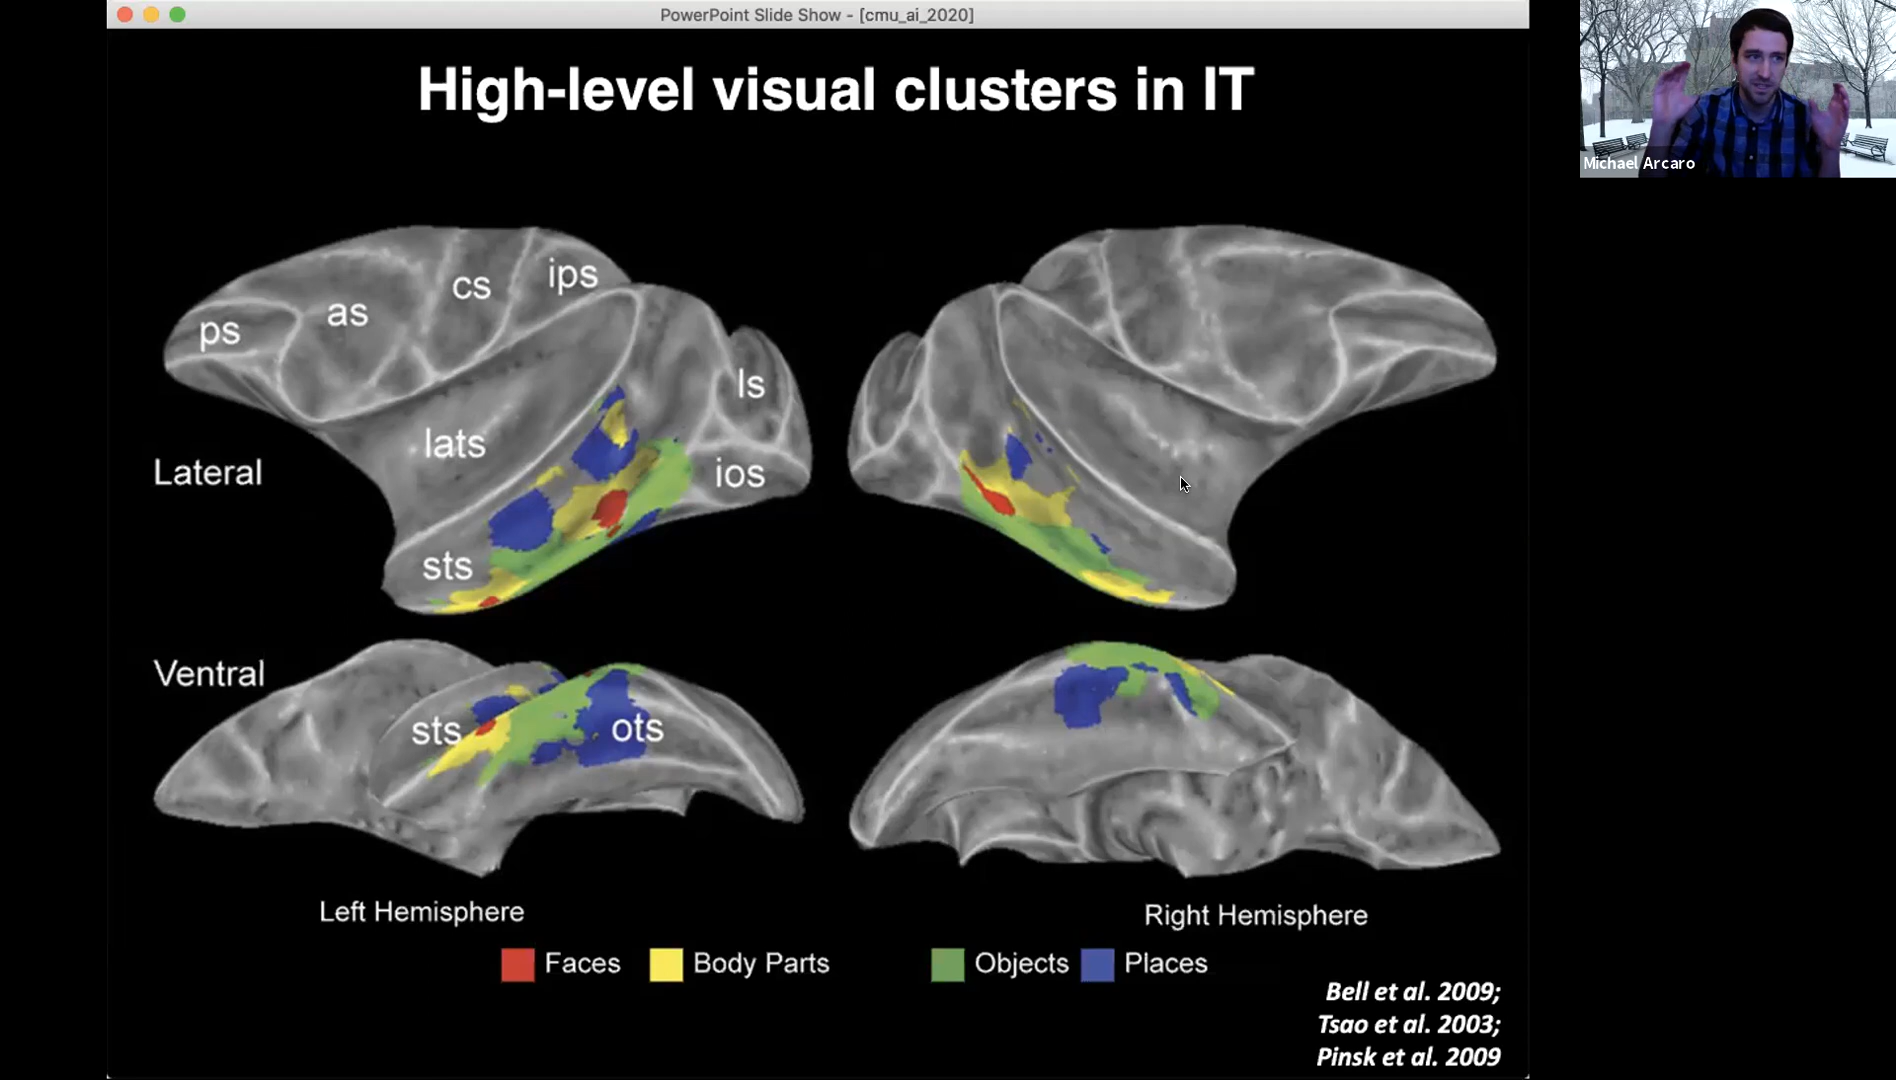 PowerPoint Slide Show - [cmu_ai_2020]
High-level visual clusters in IT
Michael Arcaro
ps
as
cs
ips
ls
lats
ios
Lateral
sts
Ventral
sts
ots
Left Hemisphere
Right Hemisphere
Faces
Body Parts
Objects
Places
Bell et al. 2009;
Tsao et al. 2003;
Pinsk et al. 2009